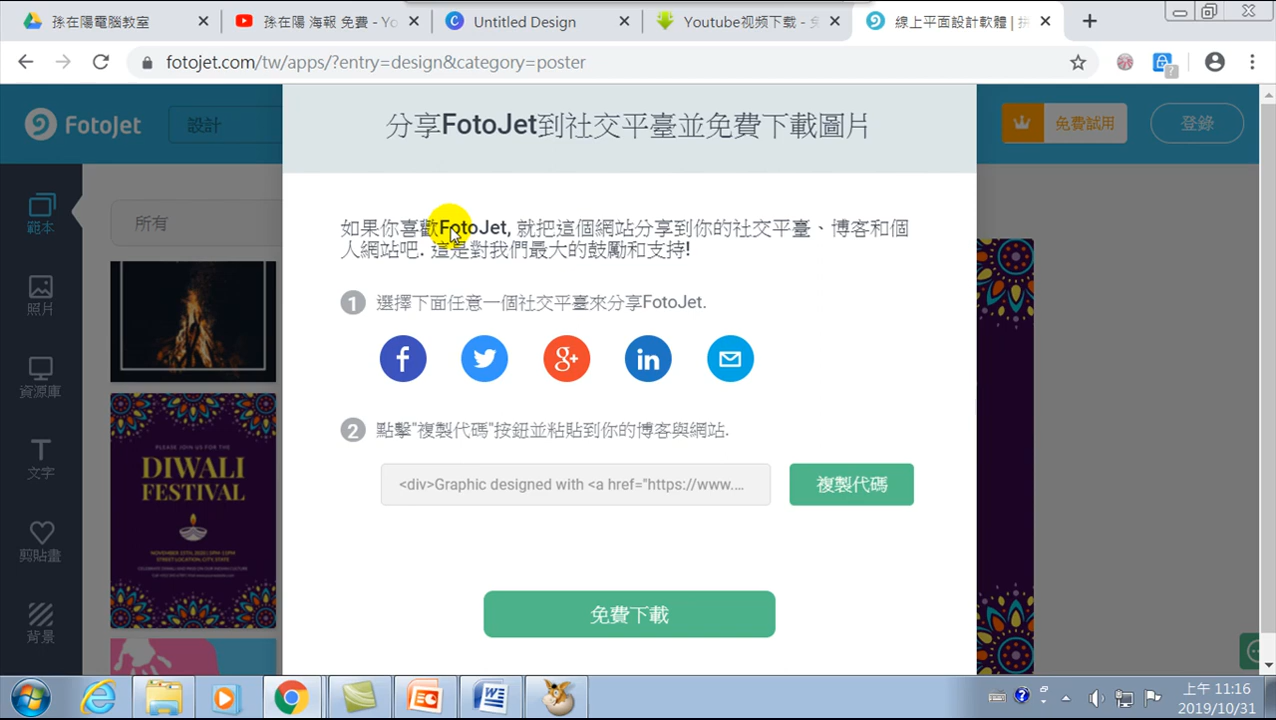 孫在陽電腦教室
孫在陽 海報 免費 - Yo
Untitled Design
Youtube视频下载 - 免
線上平面設計軟體 | 拼
fotojet.com/tw/apps/?entry=design&category=poster
FotoJet
設計
免費試用
登錄
分享FotoJet到社交平臺並免費下載圖片
範本
照片
資源庫
文字
剪貼畫
背景
所有
如果你喜歡FotoJet, 就把這個網站分享到你的社交平臺、博客和個
人網站吧. 這是對我們最大的鼓勵和支持!
1 選擇下面任意一個社交平臺來分享FotoJet.
2 點擊"複製代碼"按鈕並粘貼到你的博客與網站.
<div>Graphic designed with <a href="https://www....
複製代碼
免費下載
PLEASE JOIN US FOR THE
DIWALI
FESTIVAL
上午 11:16
2019/10/31